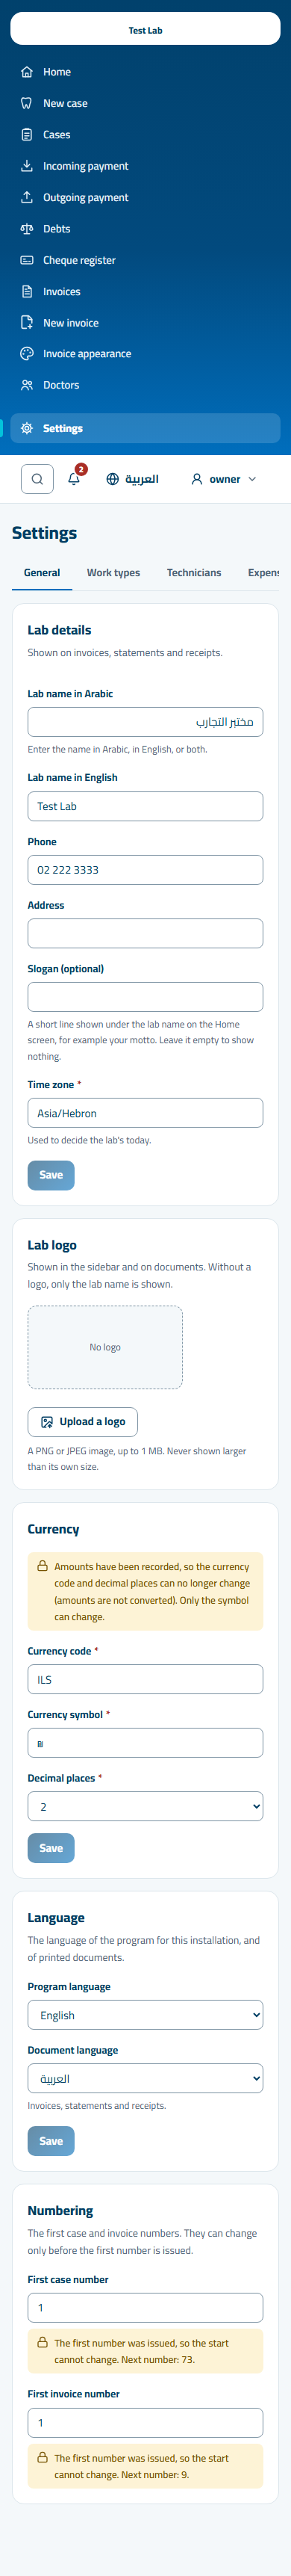 Test Lab
Home
New case
Cases
Incoming payment
Outgoing payment
Debts
Cheque register
Invoices
New invoice
Invoice appearance
Doctors
Settings
2
العربية
owner
Settings
General Work types Technicians Expens
Lab details
Shown on invoices, statements and receipts.
Lab name in Arabic
مختبر التجارب
Enter the name in Arabic, in English, or both.
Lab name in English
Test Lab
Phone
02 222 3333
Address
Slogan (optional)
A short line shown under the lab name on the Home
screen, for example your motto. Leave it empty to show
nothing.
Time zone *
Asia/Hebron
Used to decide the lab's today.
Save
Lab logo
Shown in the sidebar and on documents. Without a
logo, only the lab name is shown.
No logo
Upload a logo
A PNG or JPEG image, up to 1 MB. Never shown larger
than its own size.
Currency
Amounts have been recorded, so the currency
code and decimal places can no longer change
(amounts are not converted). Only the symbol
can change.
Currency code *
ILS
Currency symbol *
₪
Decimal places *
2
Save
Language
The language of the program for this installation, and
of printed documents.
Program language
English
Document language
العربية
Invoices, statements and receipts.
Save
Numbering
The first case and invoice numbers. They can change
only before the first number is issued.
First case number
1
The first number was issued, so the start
cannot change. Next number: 73.
First invoice number
1
The first number was issued, so the start
cannot change. Next number: 9.